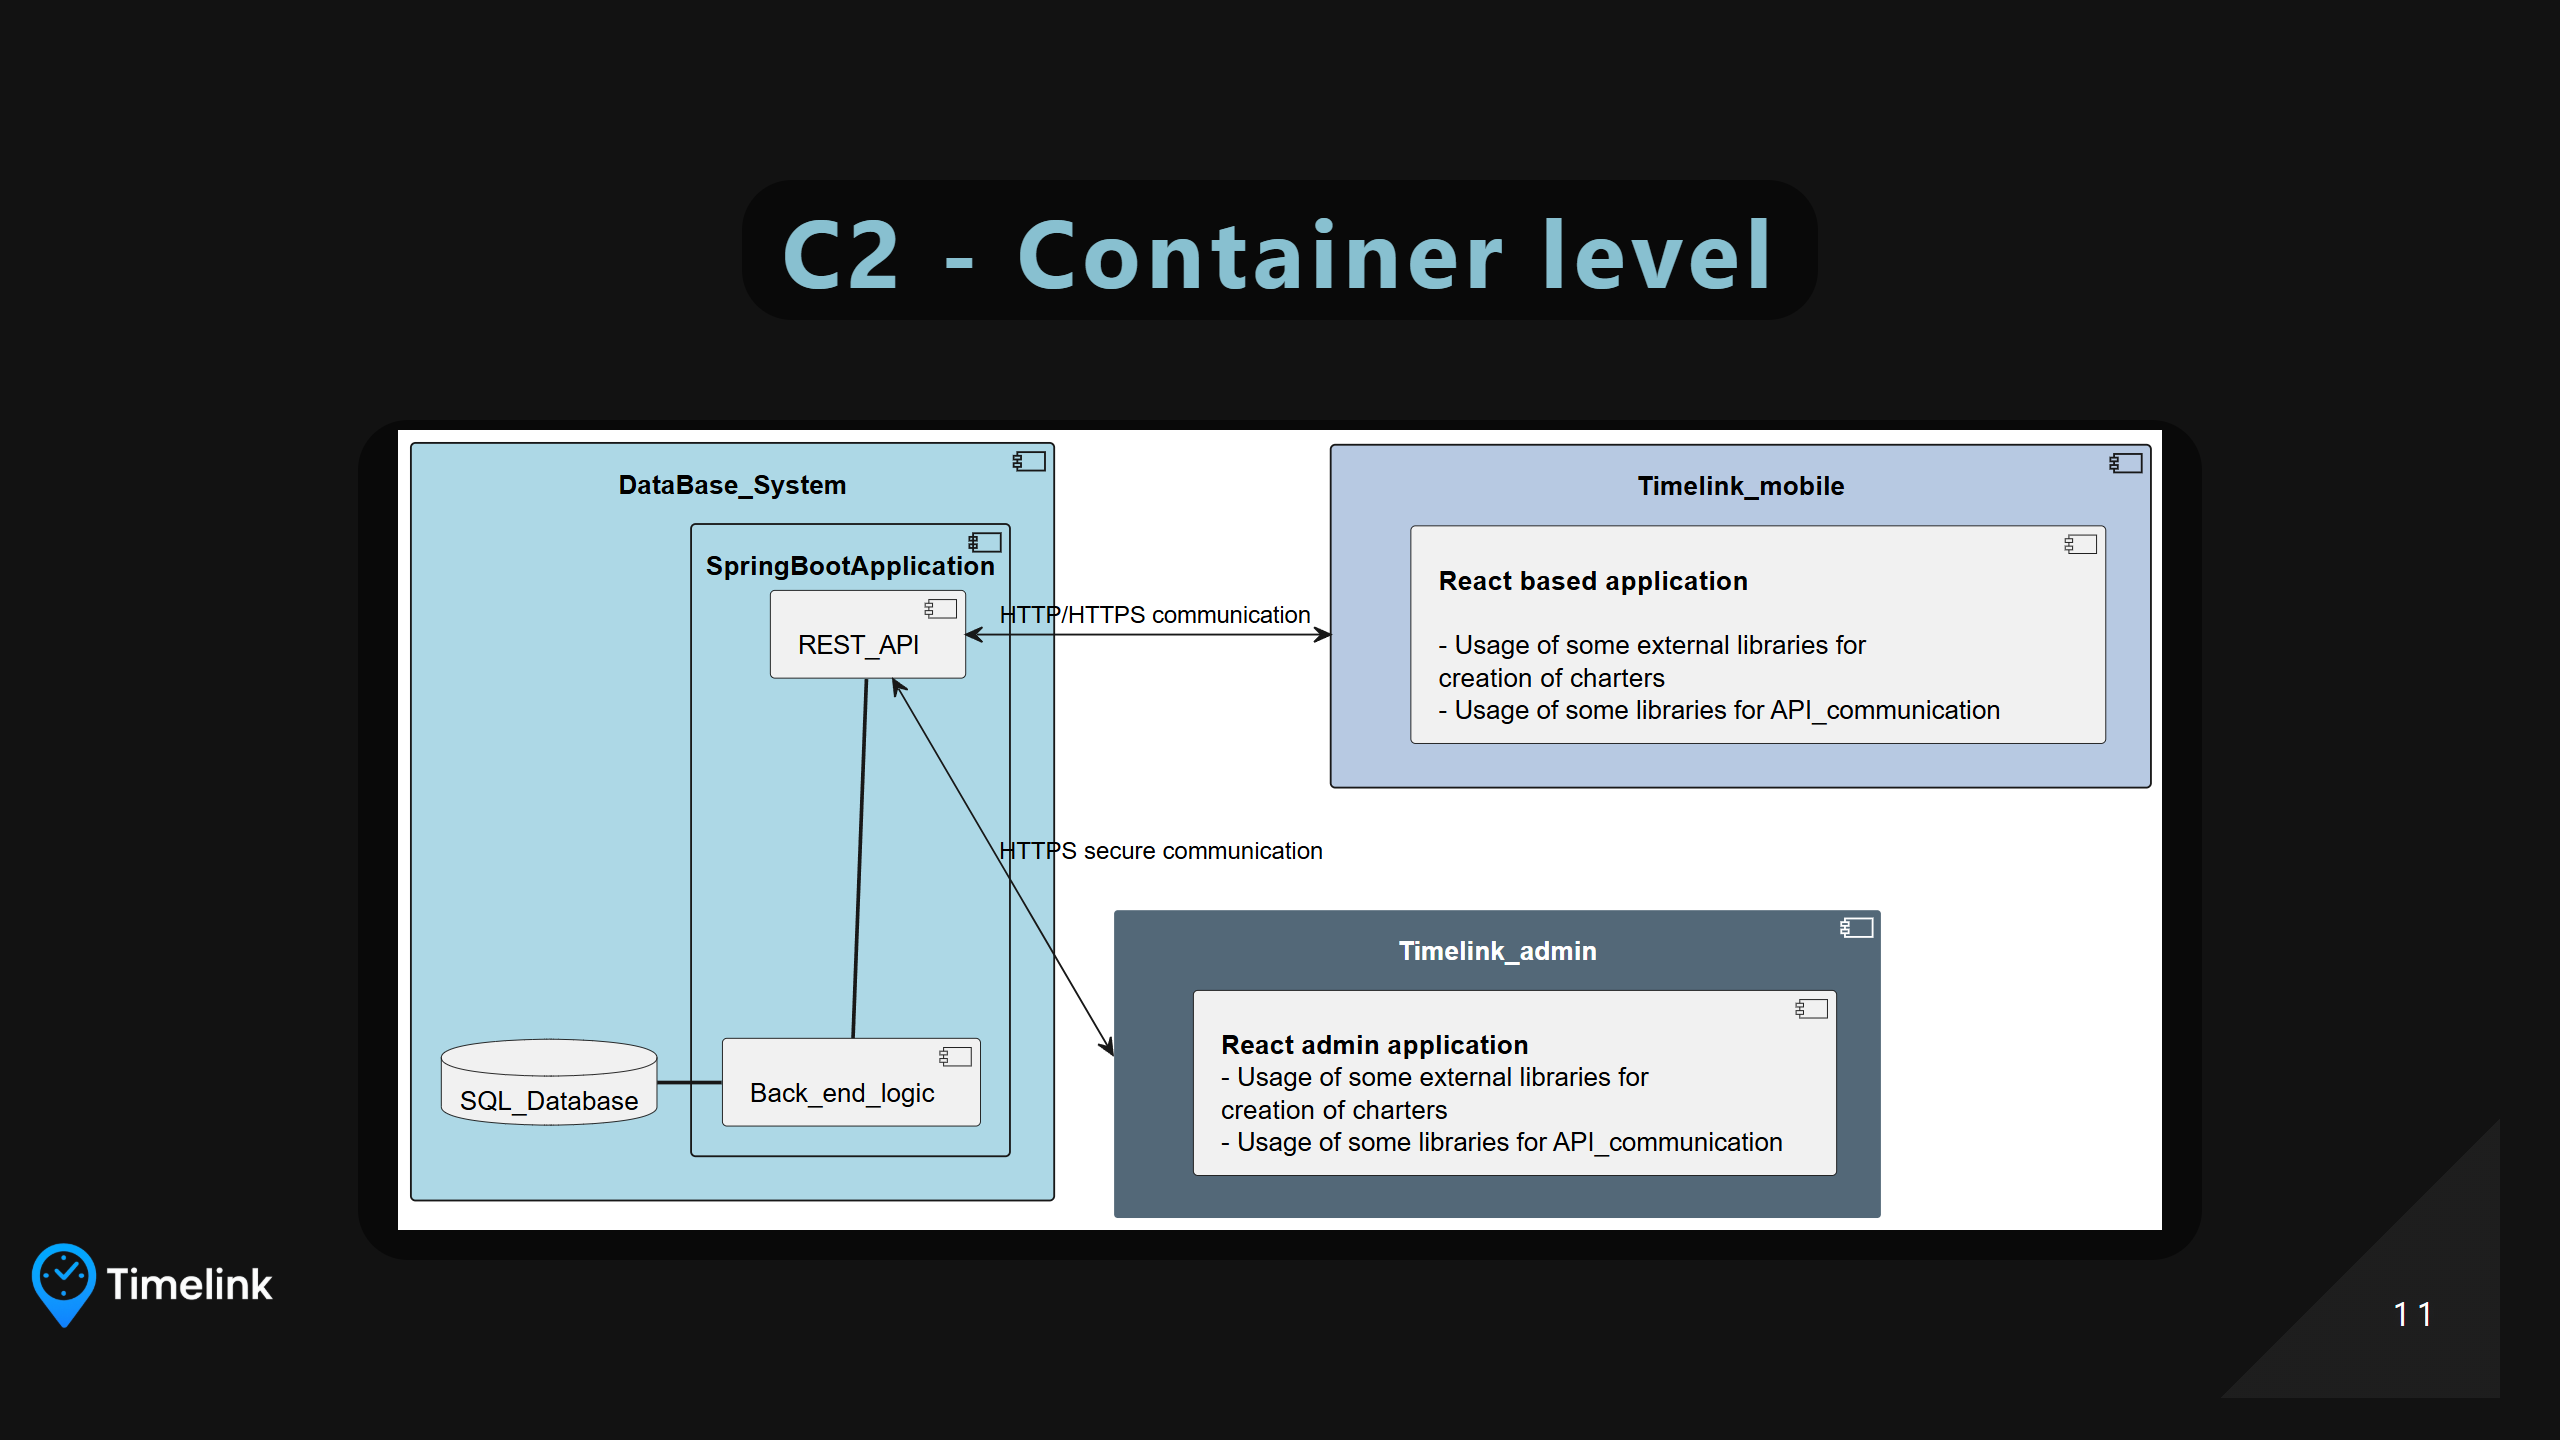 C2 - Container level
DataBase_System
SpringBootApplication
REST_API
HTTP/HTTPS communication
HTTPS secure communication
SQL_Database
Back_end_logic
Timelink_mobile
React based application
- Usage of some external libraries for
creation of charters
- Usage of some libraries for API_communication
Timelink_admin
React admin application
- Usage of some external libraries for
creation of charters
- Usage of some libraries for API_communication
Timelink
11